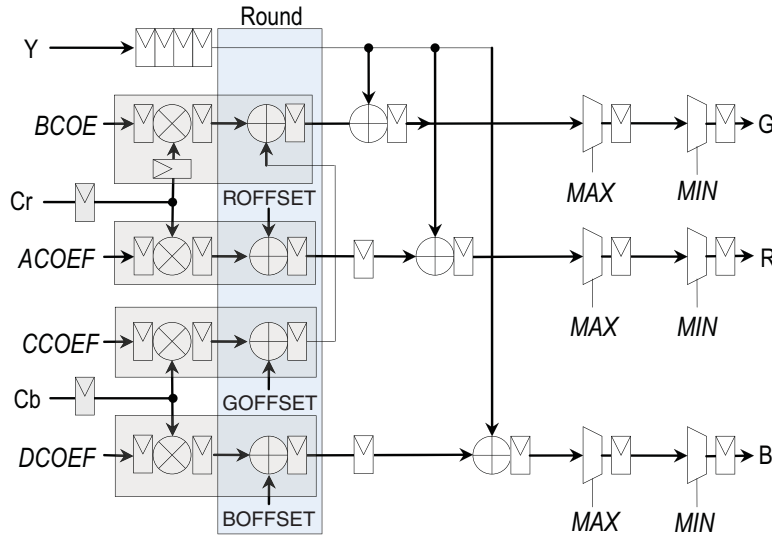 Round
Y
BCOE
G
Cr
ROFFSET
MAX
MIN
ACOEF
R
CCOEF
MAX
MIN
Cb
GOFFSET
DCOEF
B
BOFFSET
MAX
MIN